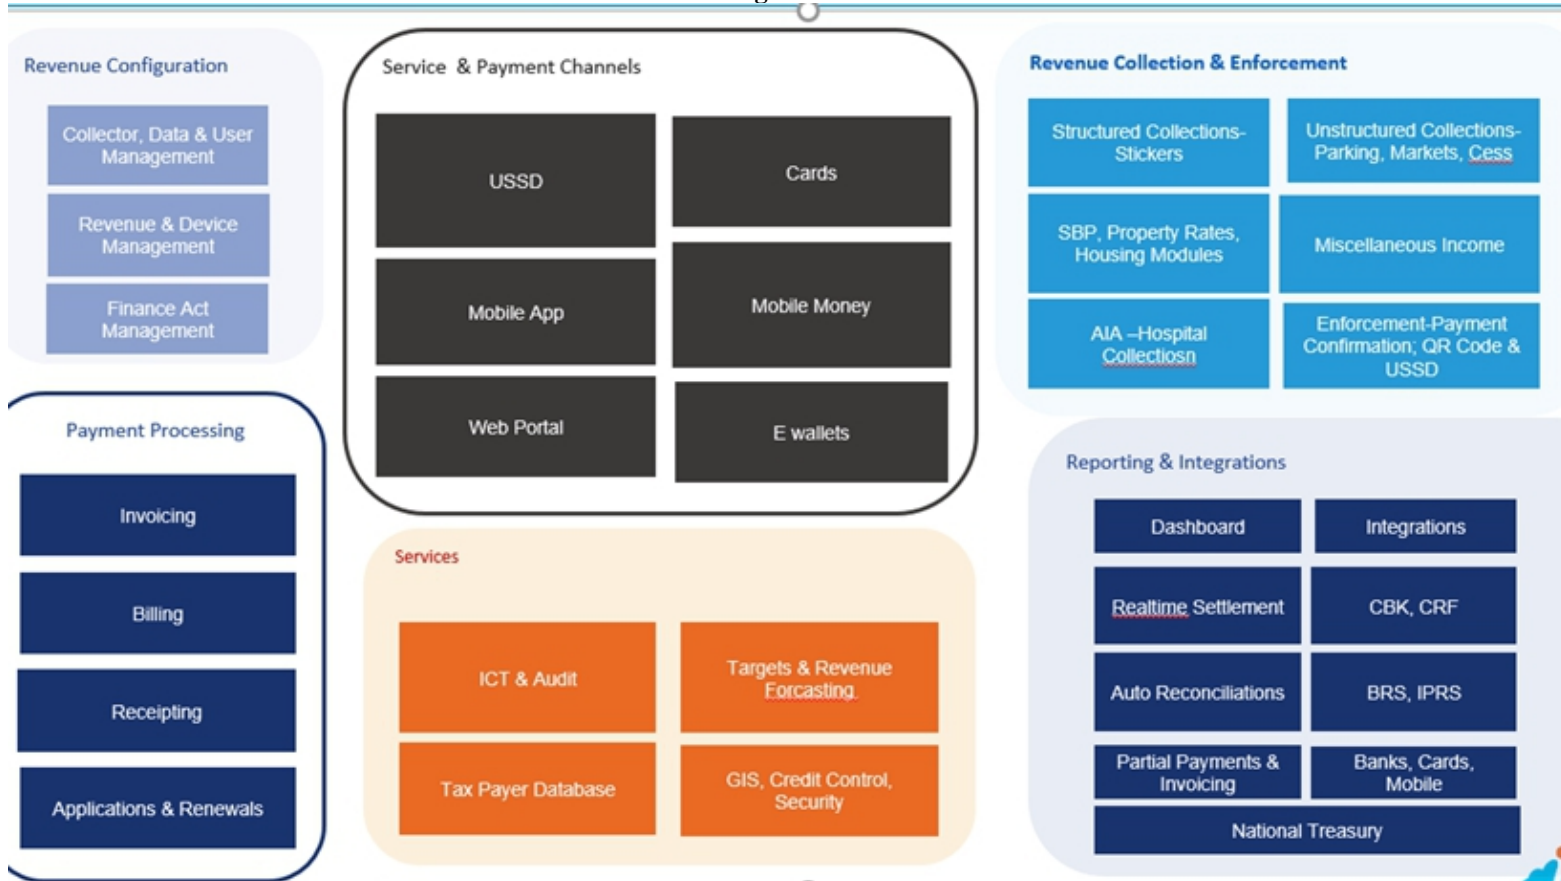 Revenue Configuration
Collector, Data & User
Management
Revenue & Device
Management
Finance Act
Management
Payment Processing
Invoicing
Billing
Receipting
Applications & Renewals
Service & Payment Channels
USSD
Cards
Mobile App
Mobile Money
Web Portal
E wallets
Services
ICT & Audit
Targets & Revenue
Forcasting
Tax Payer Database
GIS, Credit Control,
Security
Revenue Collection & Enforcement
Structured Collections-
Stickers
Unstructured Collections-
Parking, Markets, Cess
SBP, Property Rates,
Housing Modules
Miscellaneous Income
AIA –Hospital
Collectiosn
Enforcement-Payment
Confirmation; QR Code &
USSD
Reporting & Integrations
Dashboard
Integrations
Realtime Settlement
CBK, CRF
Auto Reconciliations
BRS, IPRS
Partial Payments &
Invoicing
Banks, Cards,
Mobile
National Treasury